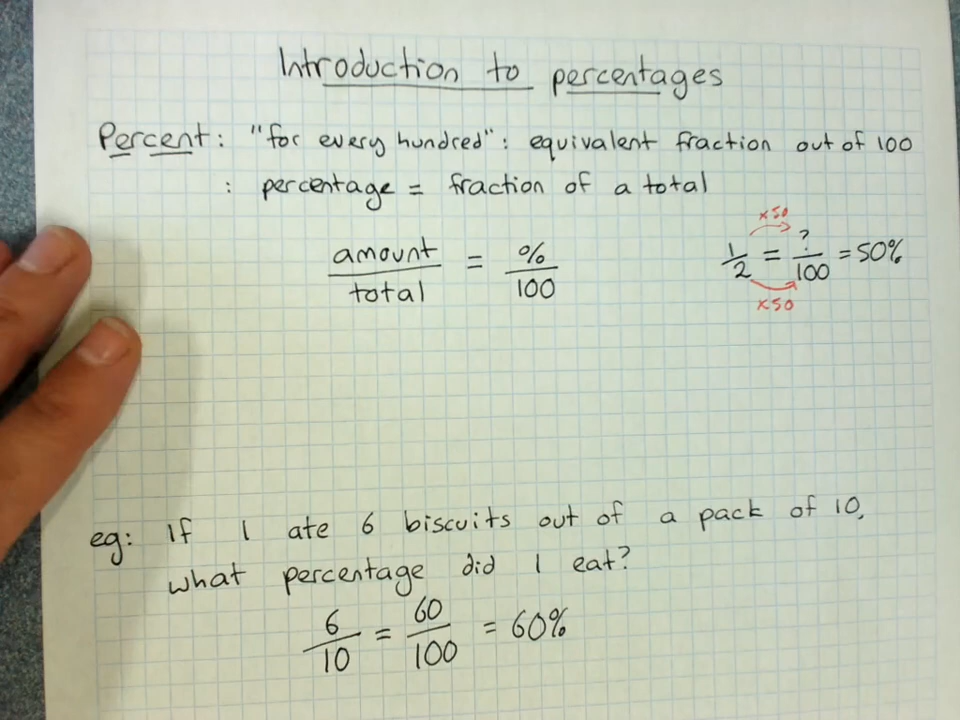 Introduction to percentages
Percent: "for every hundred": equivalent fraction out of 100
: percentage = fraction of a total
amount/total = %/100
×50
1/2 = ?/100 = 50%
×50
eg: If I ate 6 biscuits out of a pack of 10,
what percentage did I eat?
6/10 = 60/100 = 60%